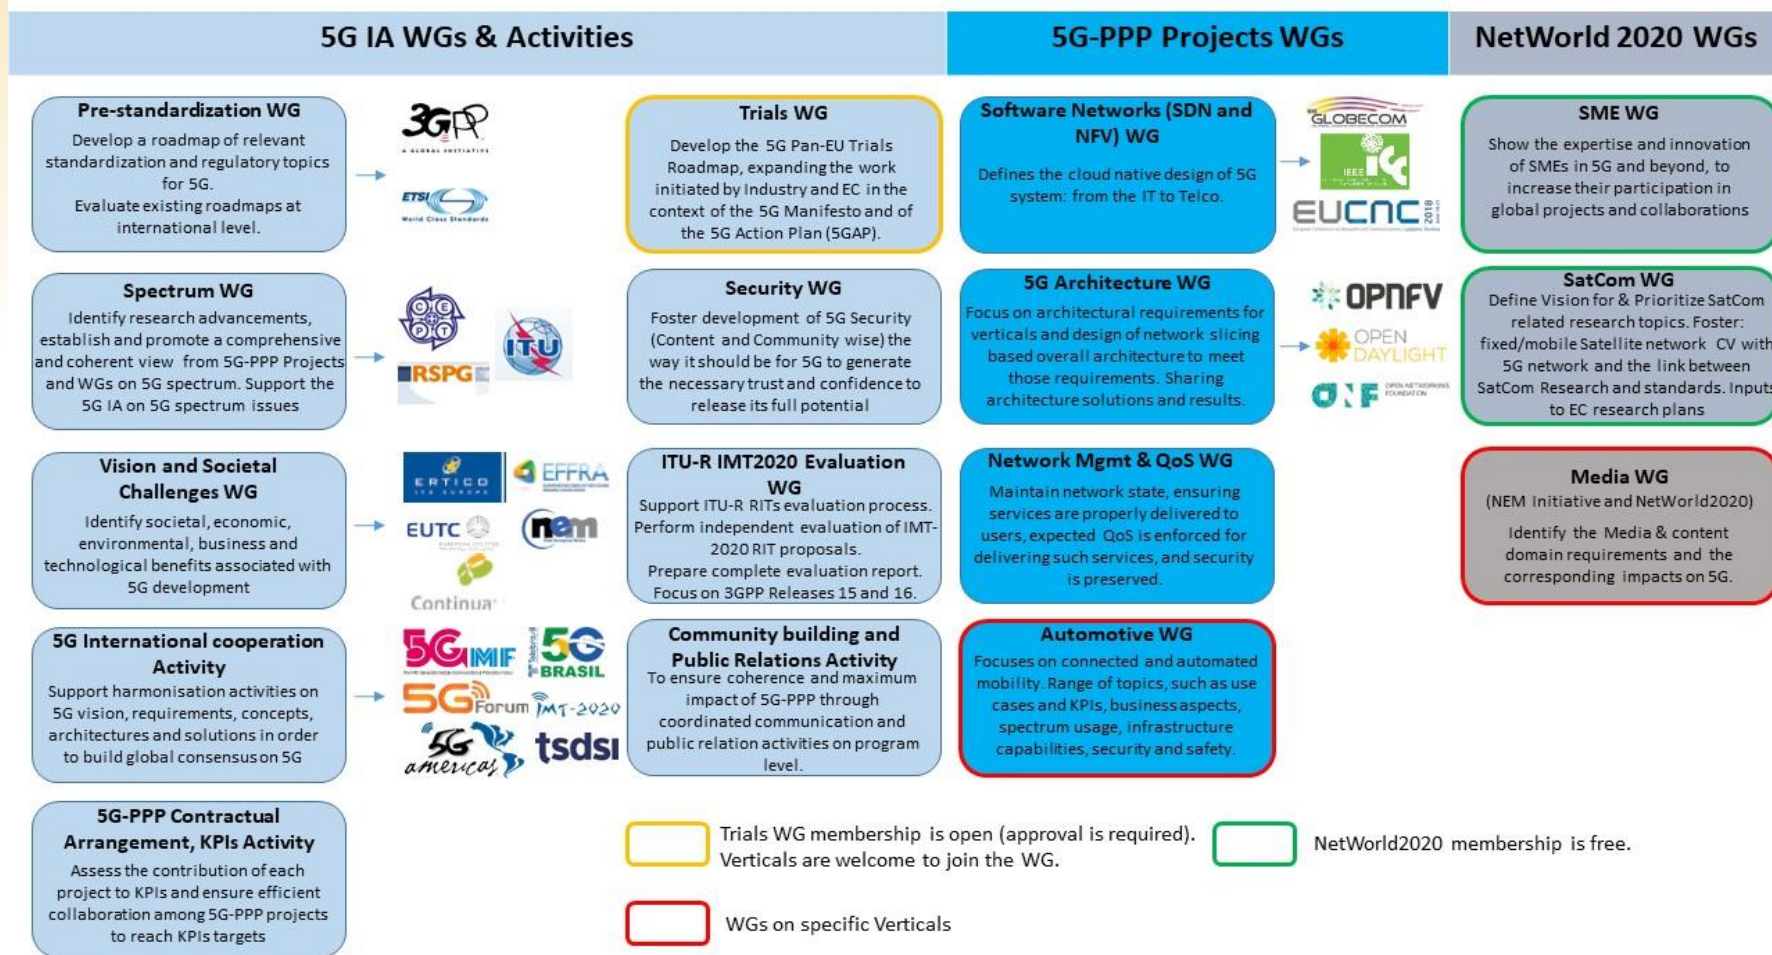 5G IA WGs & Activities
5G-PPP Projects WGs
NetWorld 2020 WGs
Pre-standardization WG
Develop a roadmap of relevant
standardization and regulatory topics
for 5G.
Evaluate existing roadmaps at
international level.
3GPP
A GLOBAL INITIATIVE
ETSI
World Class Standards
Trials WG
Develop the 5G Pan-EU Trials
Roadmap, expanding the work
initiated by Industry and EC in the
context of the 5G Manifesto and of
the 5G Action Plan (5GAP).
Software Networks (SDN and
NFV) WG
Defines the cloud native design of 5G
system: from the IT to Telco.
GLOBECOM
IEEE
icc
EUCNC 2018
SME WG
Show the expertise and innovation
of SMEs in 5G and beyond, to
increase their participation in
global projects and collaborations
Spectrum WG
Identify research advancements,
establish and promote a comprehensive
and coherent view from 5G-PPP Projects
and WGs on 5G spectrum. Support the
5G IA on 5G spectrum issues
CEPT
ITU
RSPG
Security WG
Foster development of 5G Security
(Content and Community wise) the
way it should be for 5G to generate
the necessary trust and confidence to
release its full potential
5G Architecture WG
Focus on architectural requirements for
verticals and design of network slicing
based overall architecture to meet
those requirements. Sharing
architecture solutions and results.
OPNFV
OPEN
DAYLIGHT
OPEN NETWORKING
FOUNDATION
SatCom WG
Define Vision for & Prioritize SatCom
related research topics. Foster:
fixed/mobile Satellite network CV with
5G network and the link between
SatCom Research and standards. Inputs
to EC research plans
Vision and Societal
Challenges WG
Identify societal, economic,
environmental, business and
technological benefits associated with
5G development
ERTICO
ITS EUROPE
EFFRA
EUTC
nem
Continua
ITU-R IMT2020 Evaluation
WG
Support ITU-R RITs evaluation process.
Perform independent evaluation of IMT-
2020 RIT proposals.
Prepare complete evaluation report.
Focus on 3GPP Releases 15 and 16.
Network Mgmt & QoS WG
Maintain network state, ensuring
services are properly delivered to
users, expected QoS is enforced for
delivering such services, and security
is preserved.
Media WG
(NEM Initiative and NetWorld2020)
Identify the Media & content
domain requirements and the
corresponding impacts on 5G.
5G International cooperation
Activity
Support harmonisation activities on
5G vision, requirements, concepts,
architectures and solutions in order
to build global consensus on 5G
5GMF
Telebrasil
5G
BRASIL
5G Forum
IMT-2020
5G
americas
tsdsi
Community building and
Public Relations Activity
To ensure coherence and maximum
impact of 5G-PPP through
coordinated communication and
public relation activities on program
level.
Automotive WG
Focuses on connected and automated
mobility. Range of topics, such as use
cases and KPIs, business aspects,
spectrum usage, infrastructure
capabilities, security and safety.
5G-PPP Contractual
Arrangement, KPIs Activity
Assess the contribution of each
project to KPIs and ensure efficient
collaboration among 5G-PPP projects
to reach KPIs targets
Trials WG membership is open (approval is required).
Verticals are welcome to join the WG.
NetWorld2020 membership is free.
WGs on specific Verticals